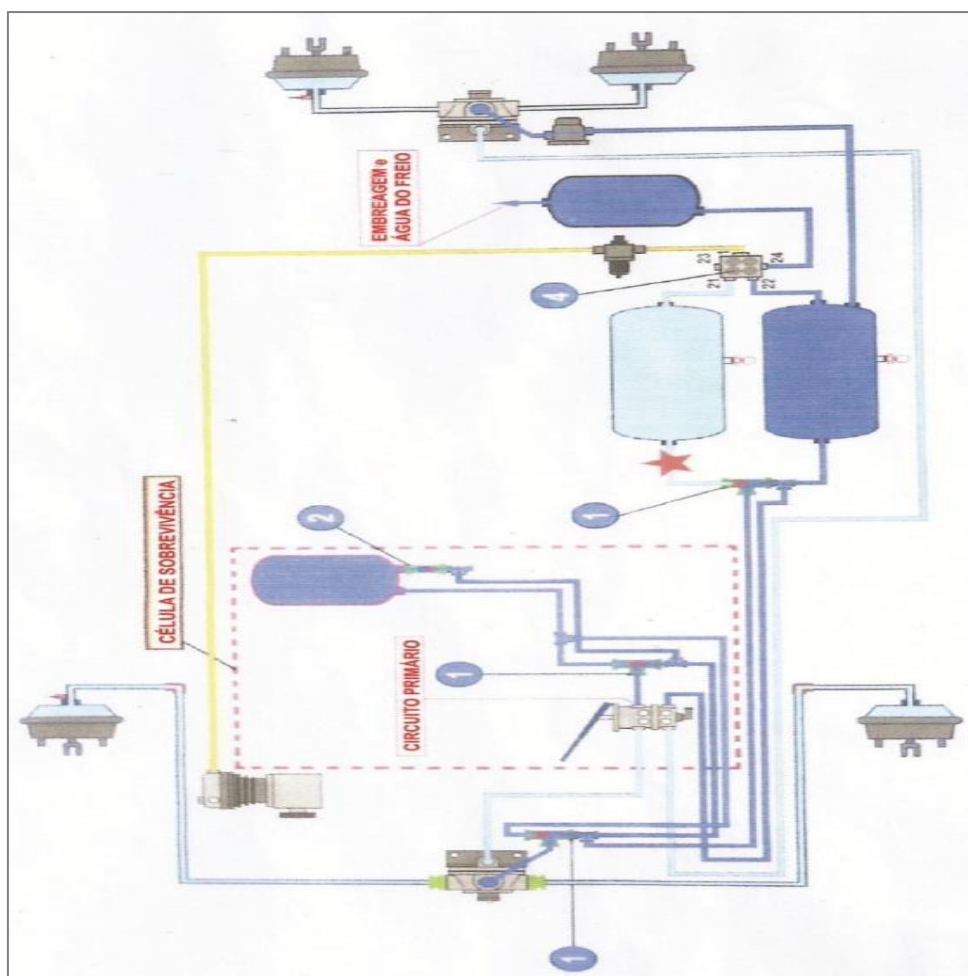 EMBREAGEM e
ÁGUA DO FREIO
23
21
24
22
4
CÉLULA DE SOBREVIVÊNCIA
2
1
CIRCUITO PRIMÁRIO
1
1